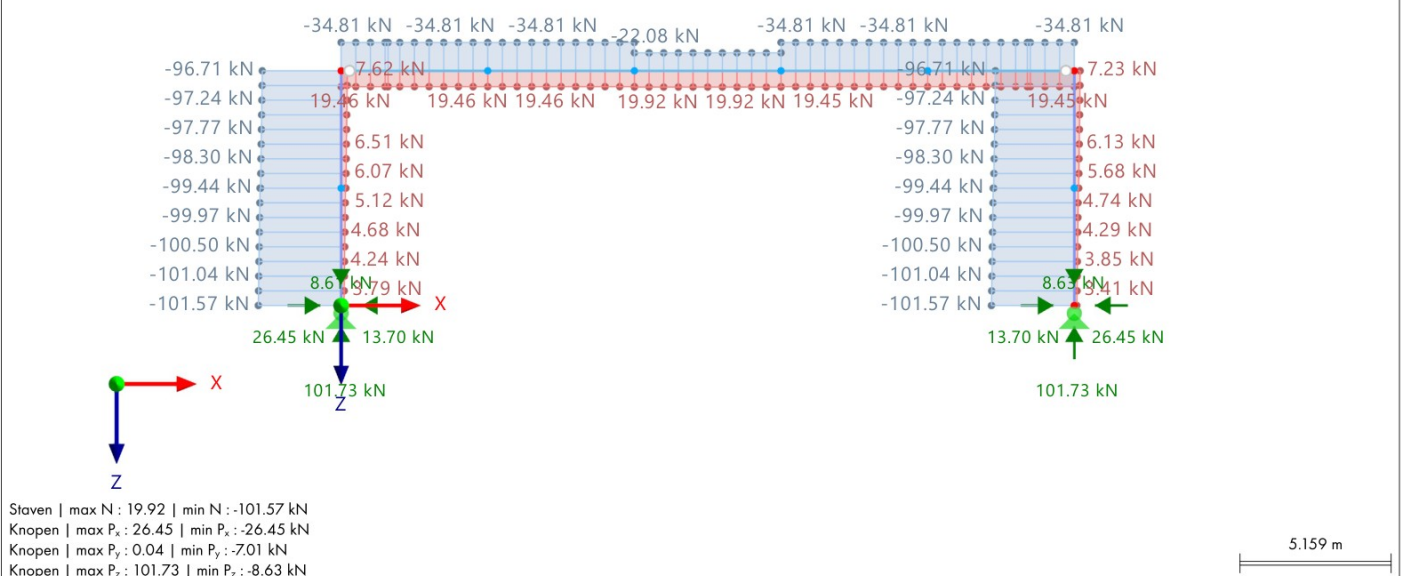 -34.81 kN -34.81 kN -34.81 kN -34.81 kN -34.81 kN -34.81 kN
-22.08 kN
-96.71 kN 7.62 kN -96.71 kN 7.23 kN
-97.24 kN 19.46 kN 19.46 kN 19.46 kN 19.92 kN 19.92 kN 19.45 kN -97.24 kN 19.45 kN
-97.77 kN -97.77 kN
6.51 kN 6.13 kN
-98.30 kN -98.30 kN
6.07 kN 5.68 kN
-99.44 kN -99.44 kN
5.12 kN 4.74 kN
-99.97 kN -99.97 kN
4.68 kN 4.29 kN
-100.50 kN -100.50 kN
4.24 kN 3.85 kN
-101.04 kN -101.04 kN
kN 3.79 kN 8.63 kN 3.41 kN
-101.57 kN X -101.57 kN
26.45 kN 13.70 kN 13.70 kN 26.45 kN
X 101.73 kN 101.73 kN
Z
Z
Staven | max N : 19.92 | min N : -101.57 kN
Knopen | max Pₓ : 26.45 | min Pₓ : -26.45 kN
Knopen | max Pᵧ : 0.04 | min Pᵧ : -7.01 kN
Knopen | max P_z : 101.73 | min P_z : -8.63 kN
5.159 m